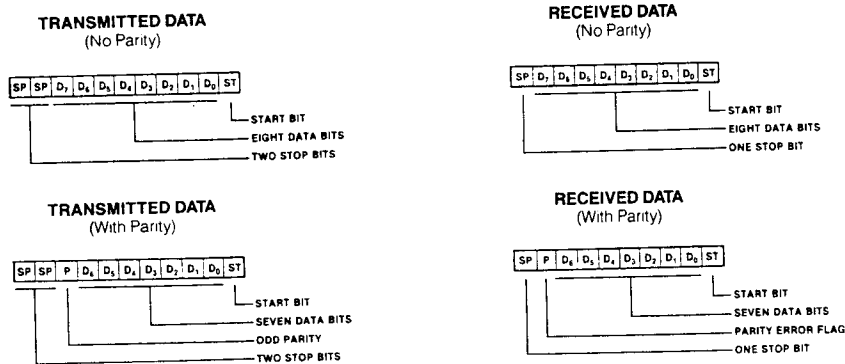 TRANSMITTED DATA
(No Parity)
SP SP D7 D6 D5 D4 D3 D2 D1 D0 ST
START BIT
EIGHT DATA BITS
TWO STOP BITS
RECEIVED DATA
(No Parity)
SP D7 D6 D5 D4 D3 D2 D1 D0 ST
START BIT
EIGHT DATA BITS
ONE STOP BIT
TRANSMITTED DATA
(With Parity)
SP SP P D6 D5 D4 D3 D2 D1 D0 ST
START BIT
SEVEN DATA BITS
ODD PARITY
TWO STOP BITS
RECEIVED DATA
(With Parity)
SP P D6 D5 D4 D3 D2 D1 D0 ST
START BIT
SEVEN DATA BITS
PARITY ERROR FLAG
ONE STOP BIT